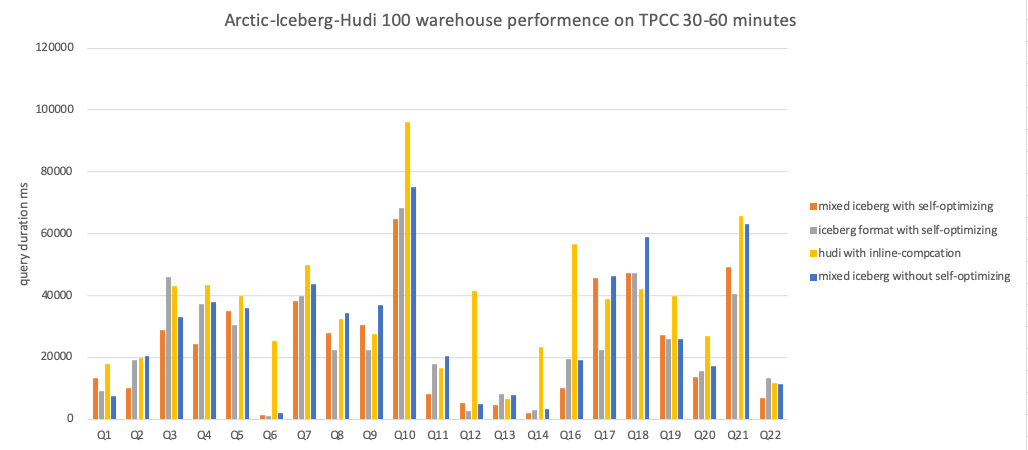 Arctic-Iceberg-Hudi 100 warehouse performence on TPCC 30-60 minutes
120000
100000
80000
60000
40000
20000
0
query duration ms
Q1 Q2 Q3 Q4 Q5 Q6 Q7 Q8 Q9 Q10 Q11 Q12 Q13 Q14 Q16 Q17 Q18 Q19 Q20 Q21 Q22
mixed iceberg with self-optimizing
iceberg format with self-optimizing
hudi with inline-compcation
mixed iceberg without self-optimizing